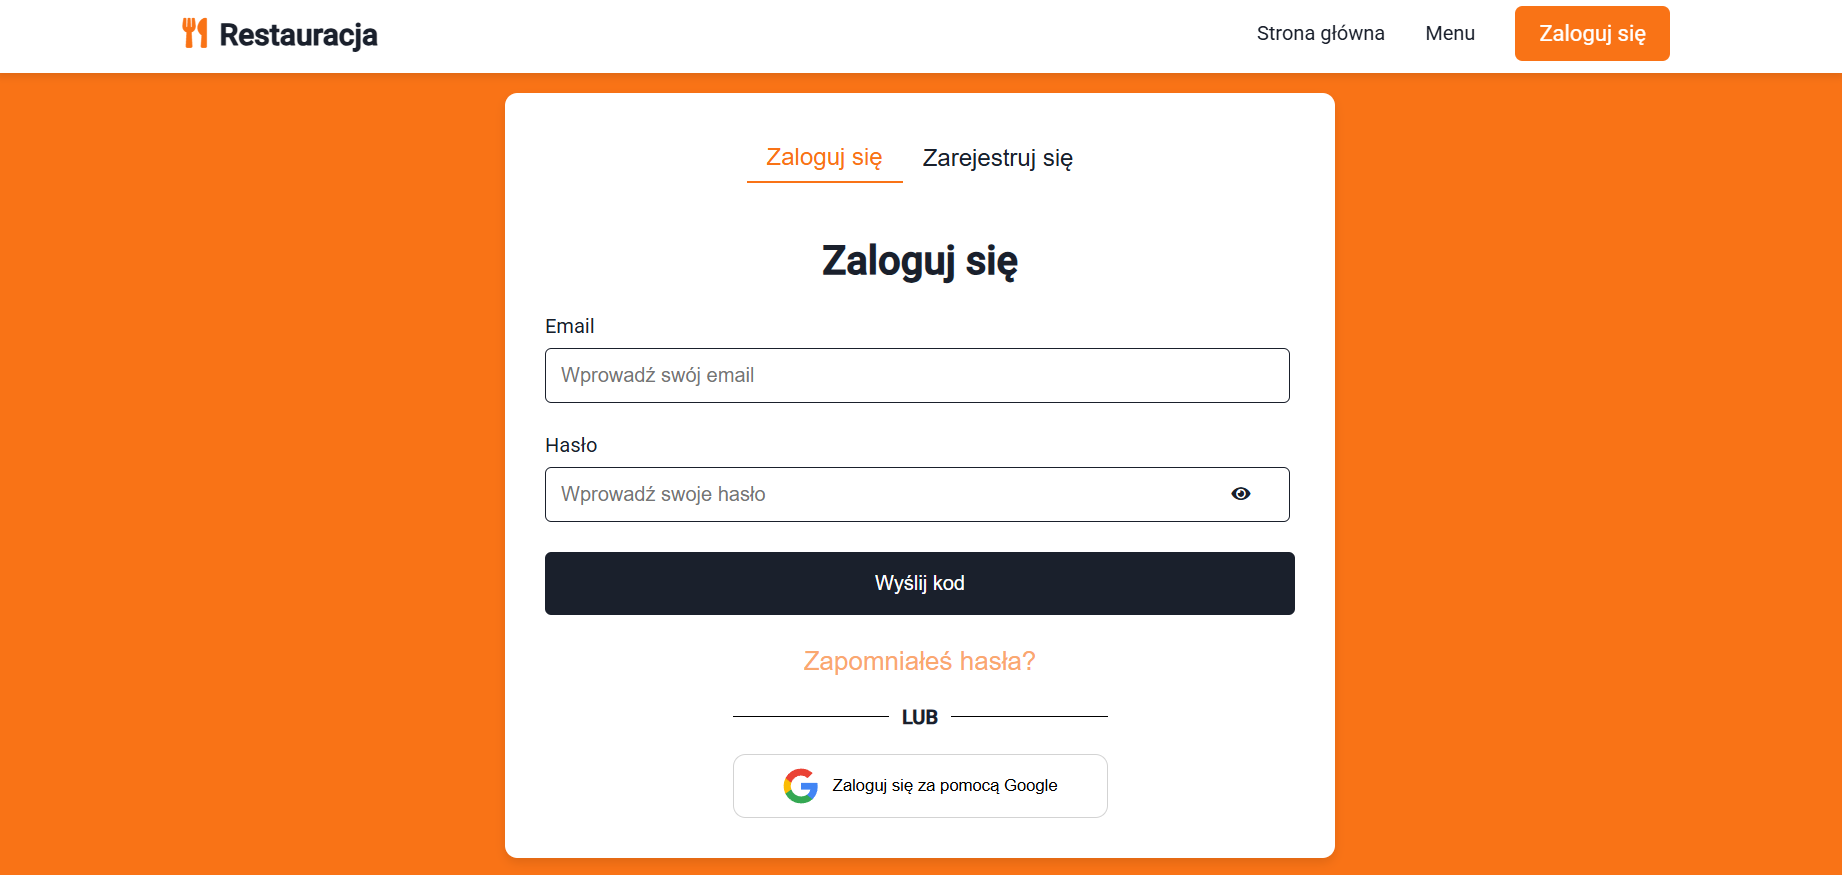 Restauracja
Strona główna
Menu
Zaloguj się
Zaloguj się
Zarejestruj się
Zaloguj się
Email
Wprowadź swój email
Hasło
Wprowadź swoje hasło
Wyślij kod
Zapomniałeś hasła?
LUB
Zaloguj się za pomocą Google